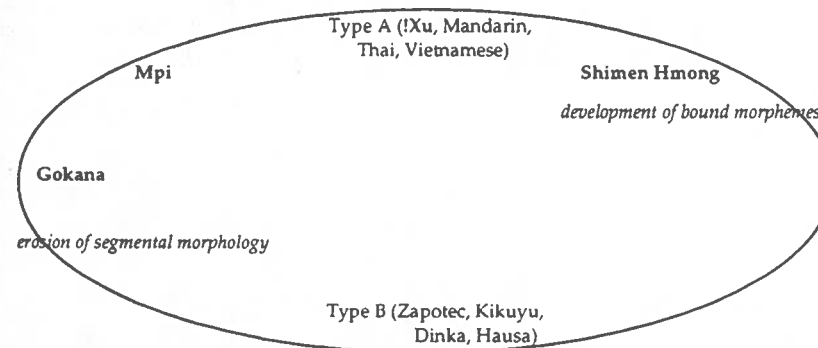 Type A (!Xu, Mandarin,
Thai, Vietnamese)
Mpi
Shimen Hmong
development of bound morphemes
Gokana
erosion of segmental morphology
Type B (Zapotec, Kikuyu,
Dinka, Hausa)